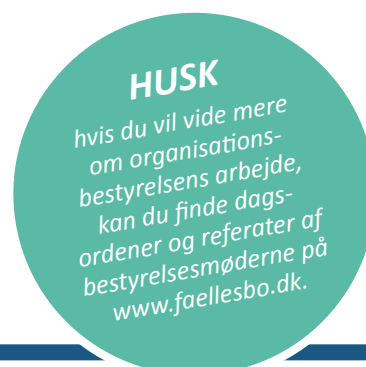 HUSK
hvis du vil vide mere
om organisations-
bestyrelsens arbejde,
kan du finde dags-
ordener og referater af
bestyrelsesmøderne på
www.faellesbo.dk.